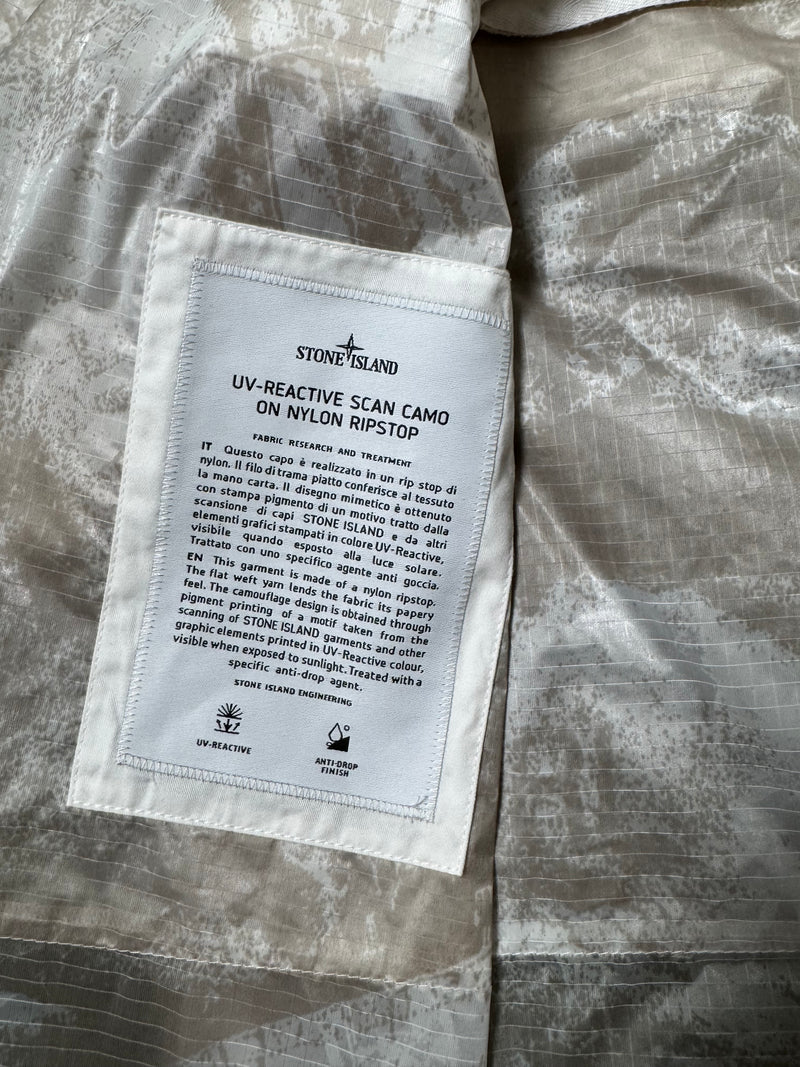 STONE ISLAND
UV-REACTIVE SCAN CAMO
ON NYLON RIPSTOP
FABRIC RESEARCH AND TREATMENT
IT Questo capo è realizzato in un rip stop di
nylon. Il filo di trama piatto conferisce al tessuto
la mano carta. Il disegno mimetico è ottenuto
con stampa pigmento di un motivo tratto dalla
scansione di capi STONE ISLAND e da altri
elementi grafici stampati in colore UV-Reactive,
visibile quando esposto alla luce solare.
Trattato con uno specifico agente anti goccia.
EN This garment is made of a nylon ripstop.
The flat weft yarn lends the fabric its papery
feel. The camouflage design is obtained through
pigment printing of a motif taken from the
scanning of STONE ISLAND garments and other
graphic elements printed in UV-Reactive colour,
visible when exposed to sunlight. Treated with a
specific anti-drop agent.
STONE ISLAND ENGINEERING
UV-REACTIVE
ANTI-DROP
FINISH